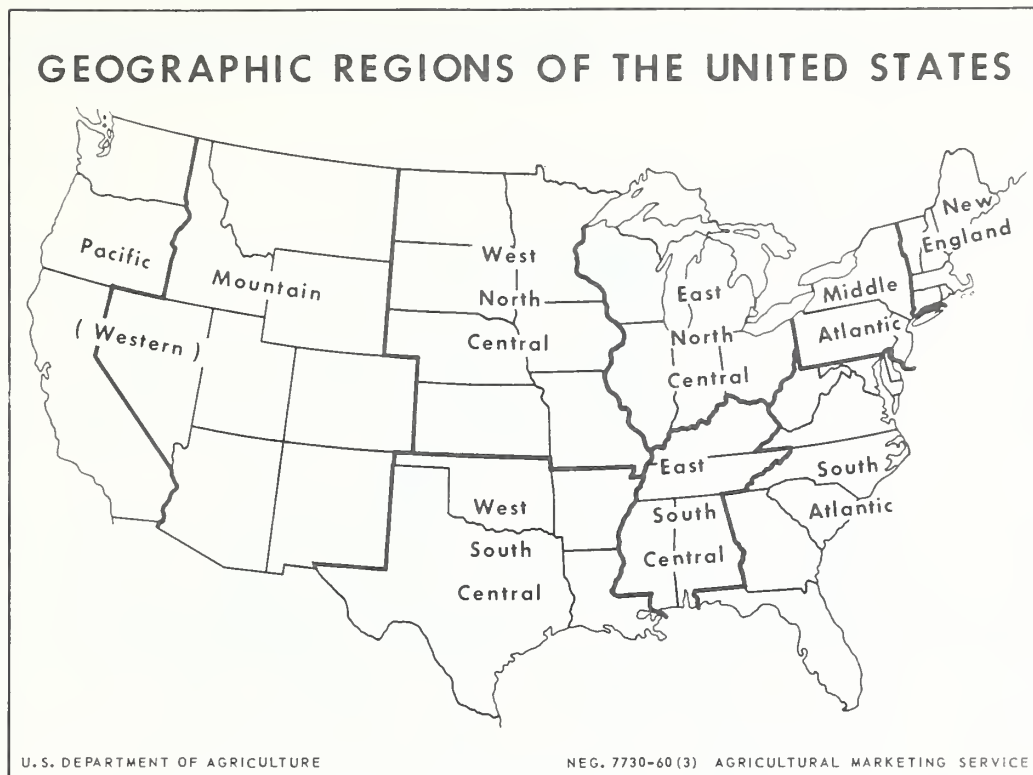 GEOGRAPHIC REGIONS OF THE UNITED STATES
Pacific
Mountain
( Western )
West
North
Central
East
North
Central
New
England
Middle
Atlantic
West
South
Central
East
South
Central
South
Atlantic
U.S. DEPARTMENT OF AGRICULTURE
NEG. 7730-60 (3) AGRICULTURAL MARKETING SERVICE